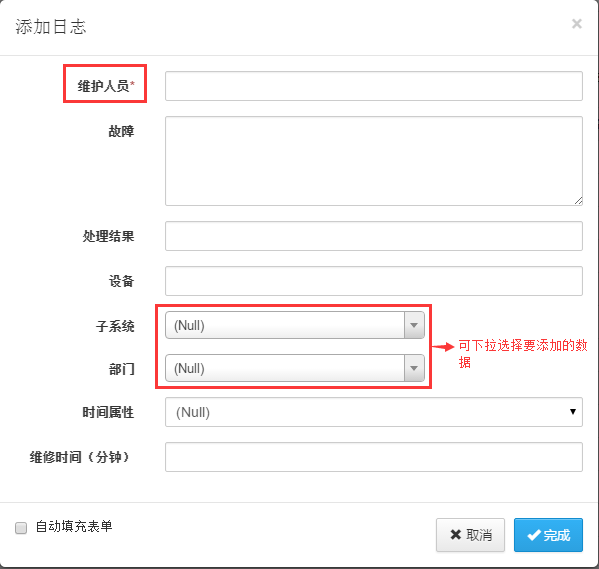 添加日志
×
维护人员*
故障
处理结果
设备
子系统
(Null)
可下拉选择要添加的数
据
部门
(Null)
时间属性
(Null)
维修时间（分钟）
自动填充表单
取消
完成